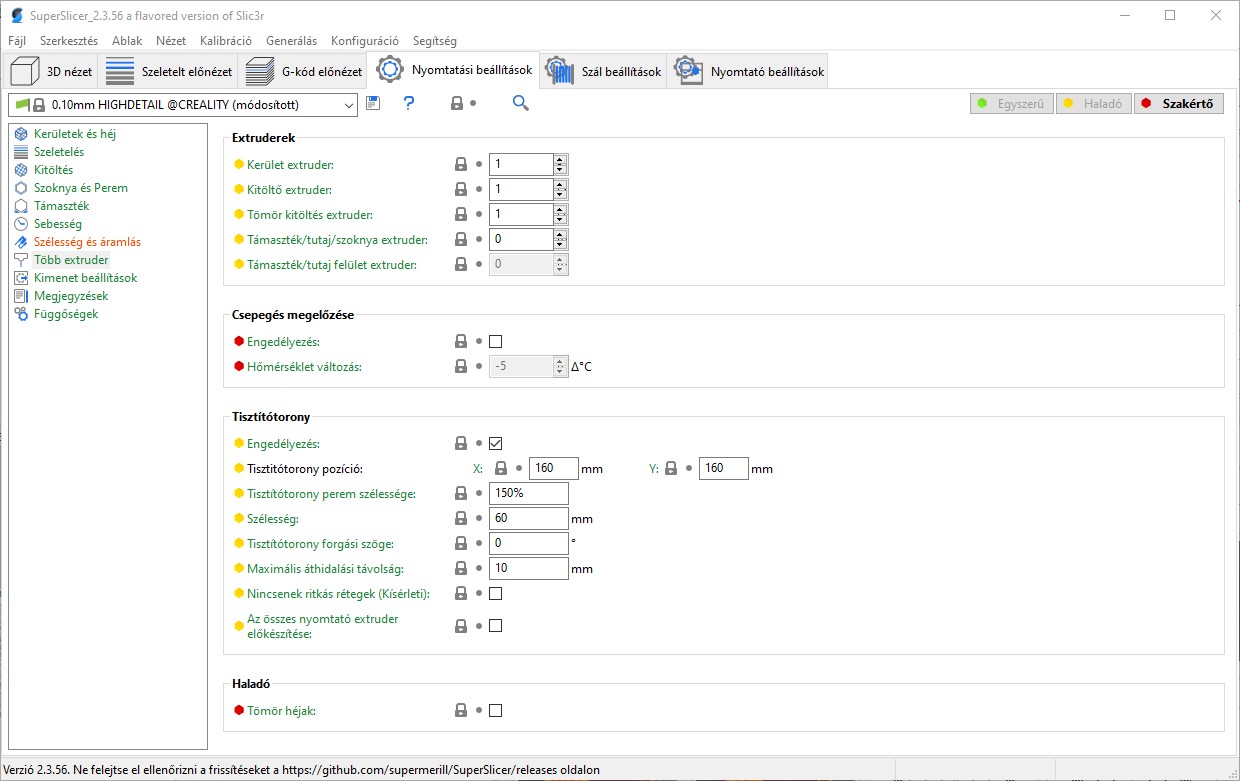 SuperSlicer_2.3.56 a flavored version of Slic3r
Fájl Szerkesztés Ablak Nézet Kalibráció Generálás Konfiguráció Segítség
3D nézet Szeletelt előnézet G-kód előnézet Nyomtatási beállítások Szál beállítások Nyomtató beállítások
0.10mm HIGHDETAIL @CREALITY (módosított) ? Egyszerű Haladó Szakértő
Kerületek és héj
Szeletelés
Kitöltés
Szoknya és Perem
Támaszték
Sebesség
Szélesség és áramlás
Több extruder
Kimenet beállítások
Megjegyzések
Függőségek
Extruderek
Kerület extruder: 1
Kitöltő extruder: 1
Tömör kitöltés extruder: 1
Támaszték/tutaj/szoknya extruder: 0
Támaszték/tutaj felület extruder: 0
Csepegés megelőzése
Engedélyezés:
Hőmérséklet változás: -5 Δ°C
Tisztítótorony
Engedélyezés:
Tisztitótorony pozíció: X: 160 mm Y: 160 mm
Tisztítótorony perem szélessége: 150%
Szélesség: 60 mm
Tisztítótorony forgási szöge: 0 °
Maximális áthidalási távolság: 10 mm
Nincsenek ritkás rétegek (Kísérleti):
Az összes nyomtató extruder
előkészítése:
Haladó
Tömör héjak:
Verzió 2.3.56. Ne felejtse el ellenőrizni a frissítéseket a https://github.com/supermerill/SuperSlicer/releases oldalon